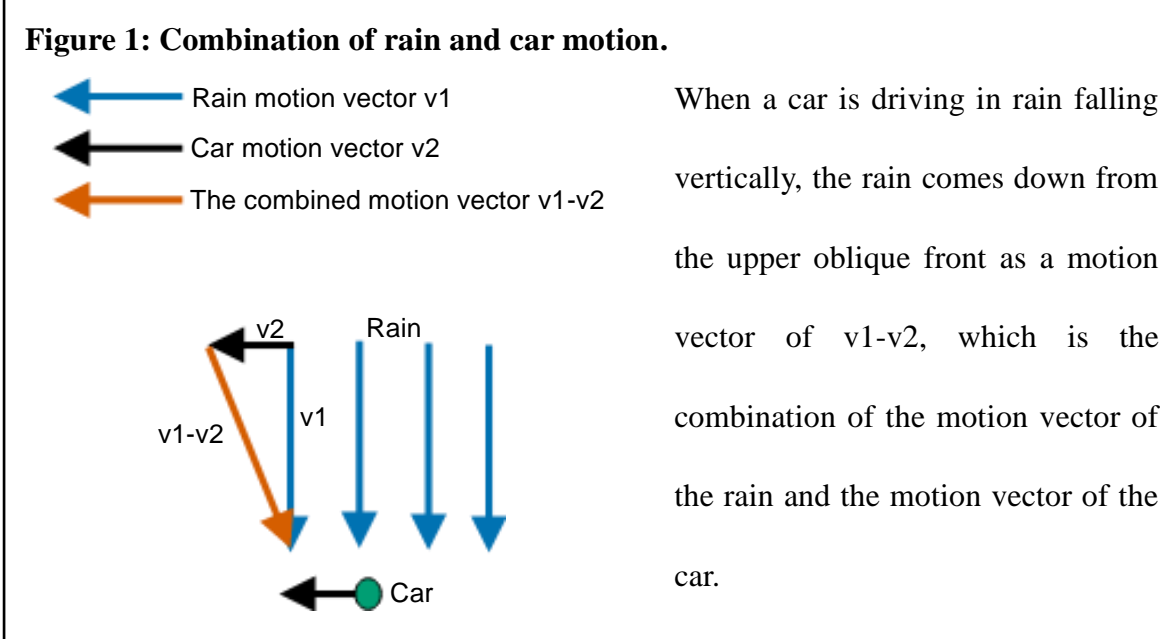 Figure 1: Combination of rain and car motion.
Rain motion vector v1
Car motion vector v2
The combined motion vector v1-v2
v2
Rain
v1
v1-v2
Car
When a car is driving in rain falling
vertically, the rain comes down from
the upper oblique front as a motion
vector of v1-v2, which is the
combination of the motion vector of
the rain and the motion vector of the
car.